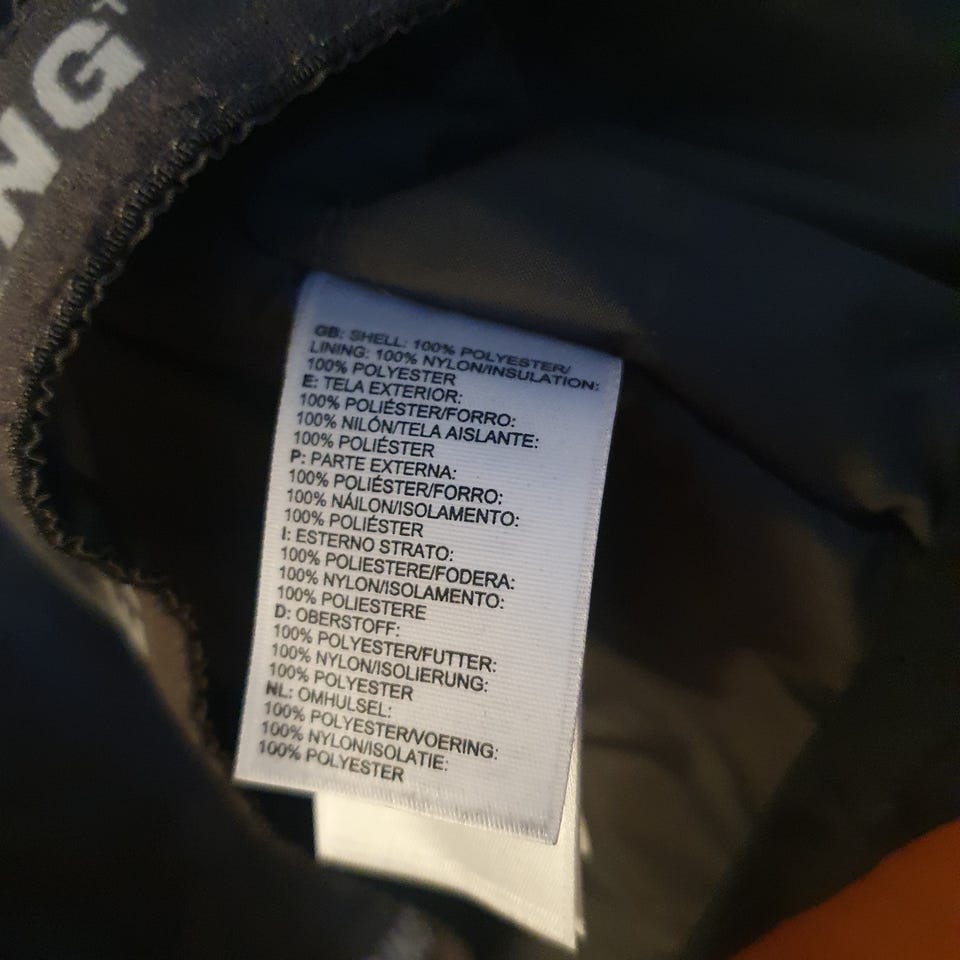 NG
GB: SHELL: 100% POLYESTER/
LINING: 100% NYLON/INSULATION:
100% POLYESTER
E: TELA EXTERIOR:
100% POLIÉSTER/FORRO:
100% NILÓN/TELA AISLANTE:
100% POLIÉSTER
P: PARTE EXTERNA:
100% POLIÉSTER/FORRO:
100% NÁILON/ISOLAMENTO:
100% POLIÉSTER
I: ESTERNO STRATO:
100% POLIESTERE/FODERA:
100% NYLON/ISOLAMENTO:
100% POLIESTERE
D: OBERSTOFF:
100% POLYESTER/FUTTER:
100% NYLON/ISOLIERUNG:
100% POLYESTER
NL: OMHULSEL:
100% POLYESTER/VOERING:
100% NYLON/ISOLATIE:
100% POLYESTER